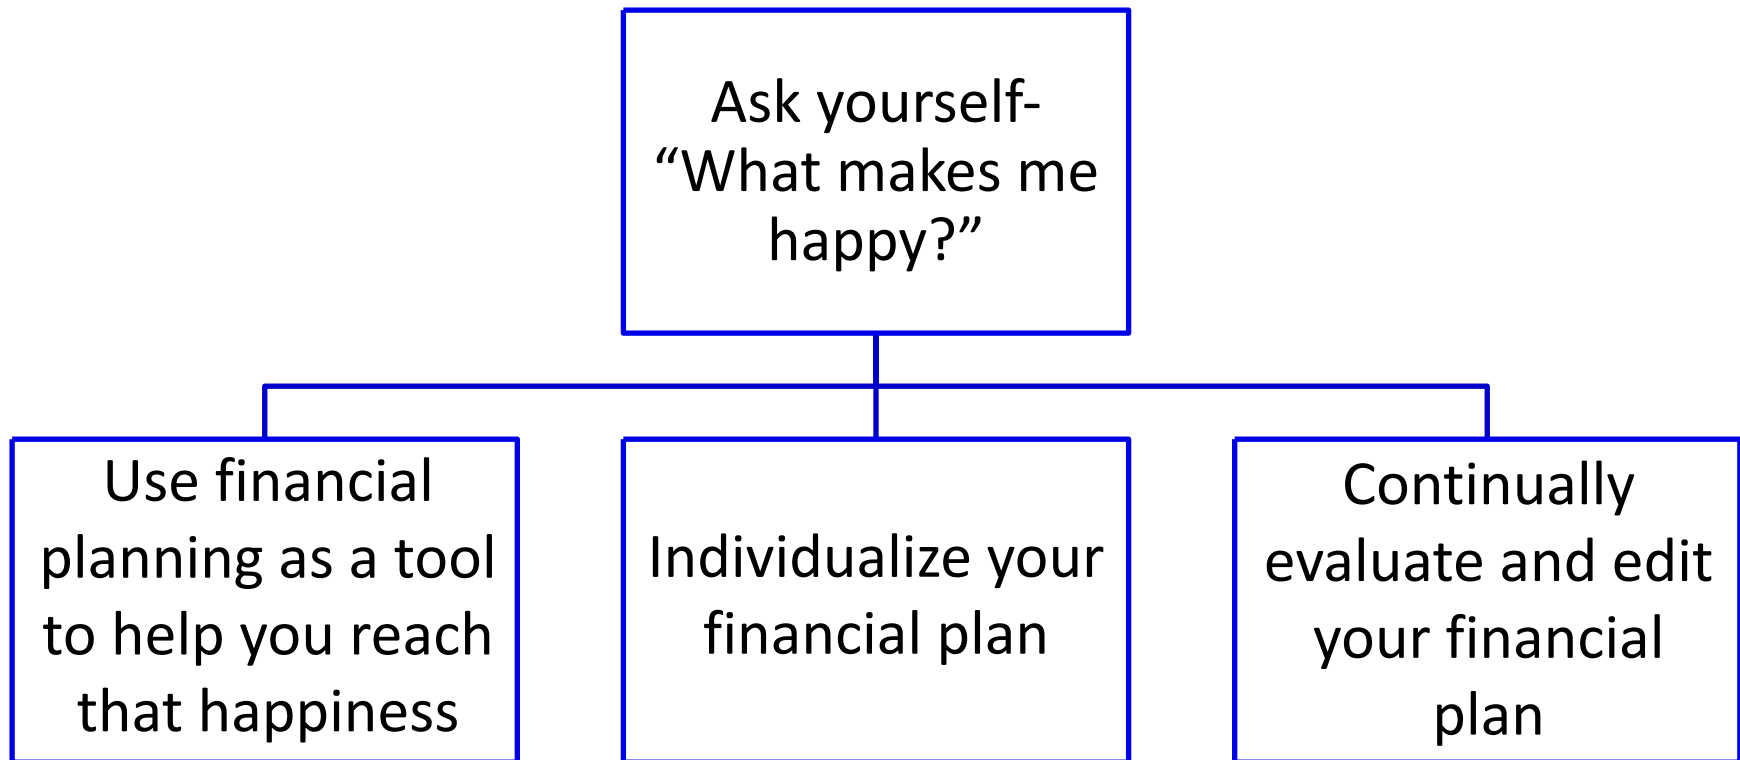 Ask yourself-
“What makes me
happy?”
Use financial
planning as a tool
to help you reach
that happiness
Individualize your
financial plan
Continually
evaluate and edit
your financial
plan